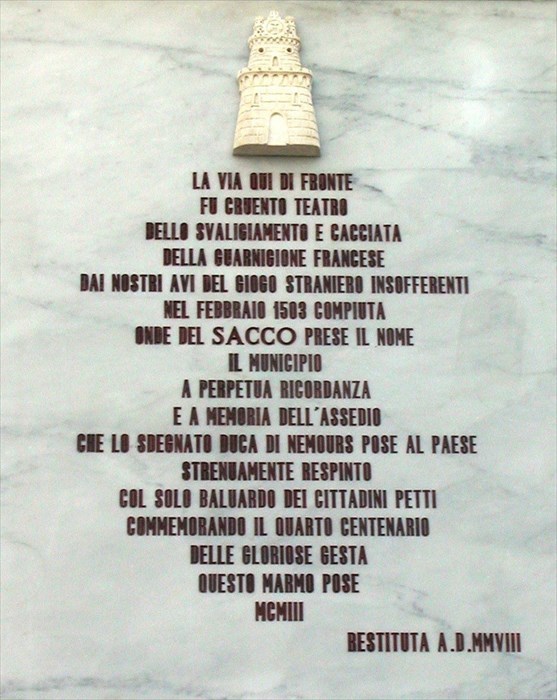 LA VIA QUI DI FRONTE
FU CRUENTO TEATRO
DELLO SVALIGIAMENTO E CACCIATA
DELLA GUARNIGIONE FRANCESE
DAI NOSTRI AVI DEL GIOGO STRANIERO INSOFFERENTI
NEL FEBBRAIO 1503 COMPIUTA
ONDE DEL SACCO PRESE IL NOME
IL MUNICIPIO
A PERPETUA RICORDANZA
E A MEMORIA DELL'ASSEDIO
CHE LO SDEGNATO DUCA DI NEMOURS POSE AL PAESE
STRENUAMENTE RESPINTO
COL SOLO BALUARDO DEI CITTADINI PETTI
COMMEMORANDO IL QUARTO CENTENARIO
DELLE GLORIOSE GESTA
QUESTO MARMO POSE
MCMIII
RESTITUTA A.D.MMVIII